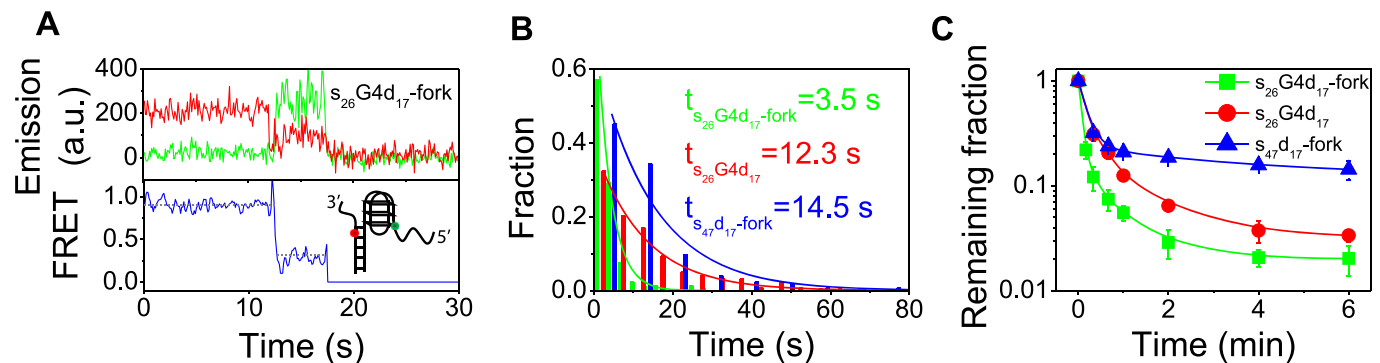 A
Emission
(a.u.)
400
200
0
s26G4d17-fork
FRET
1.0
0.5
0.0
3′
5′
0 10 20 30
Time (s)
B
Fraction
0.6
0.4
0.2
0.0
ts26G4d17-fork=3.5 s
ts26G4d17=12.3 s
ts47d17-fork=14.5 s
0 20 40 60 80
Time (s)
C
Remaining fraction
1
0.1
0.01
s26G4d17-fork
s26G4d17
s47d17-fork
0 2 4 6
Time (min)